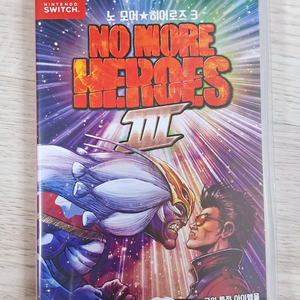 NINTENDO
SWITCH
노 모어★히어로즈 3
NO MORE
HEROES
III